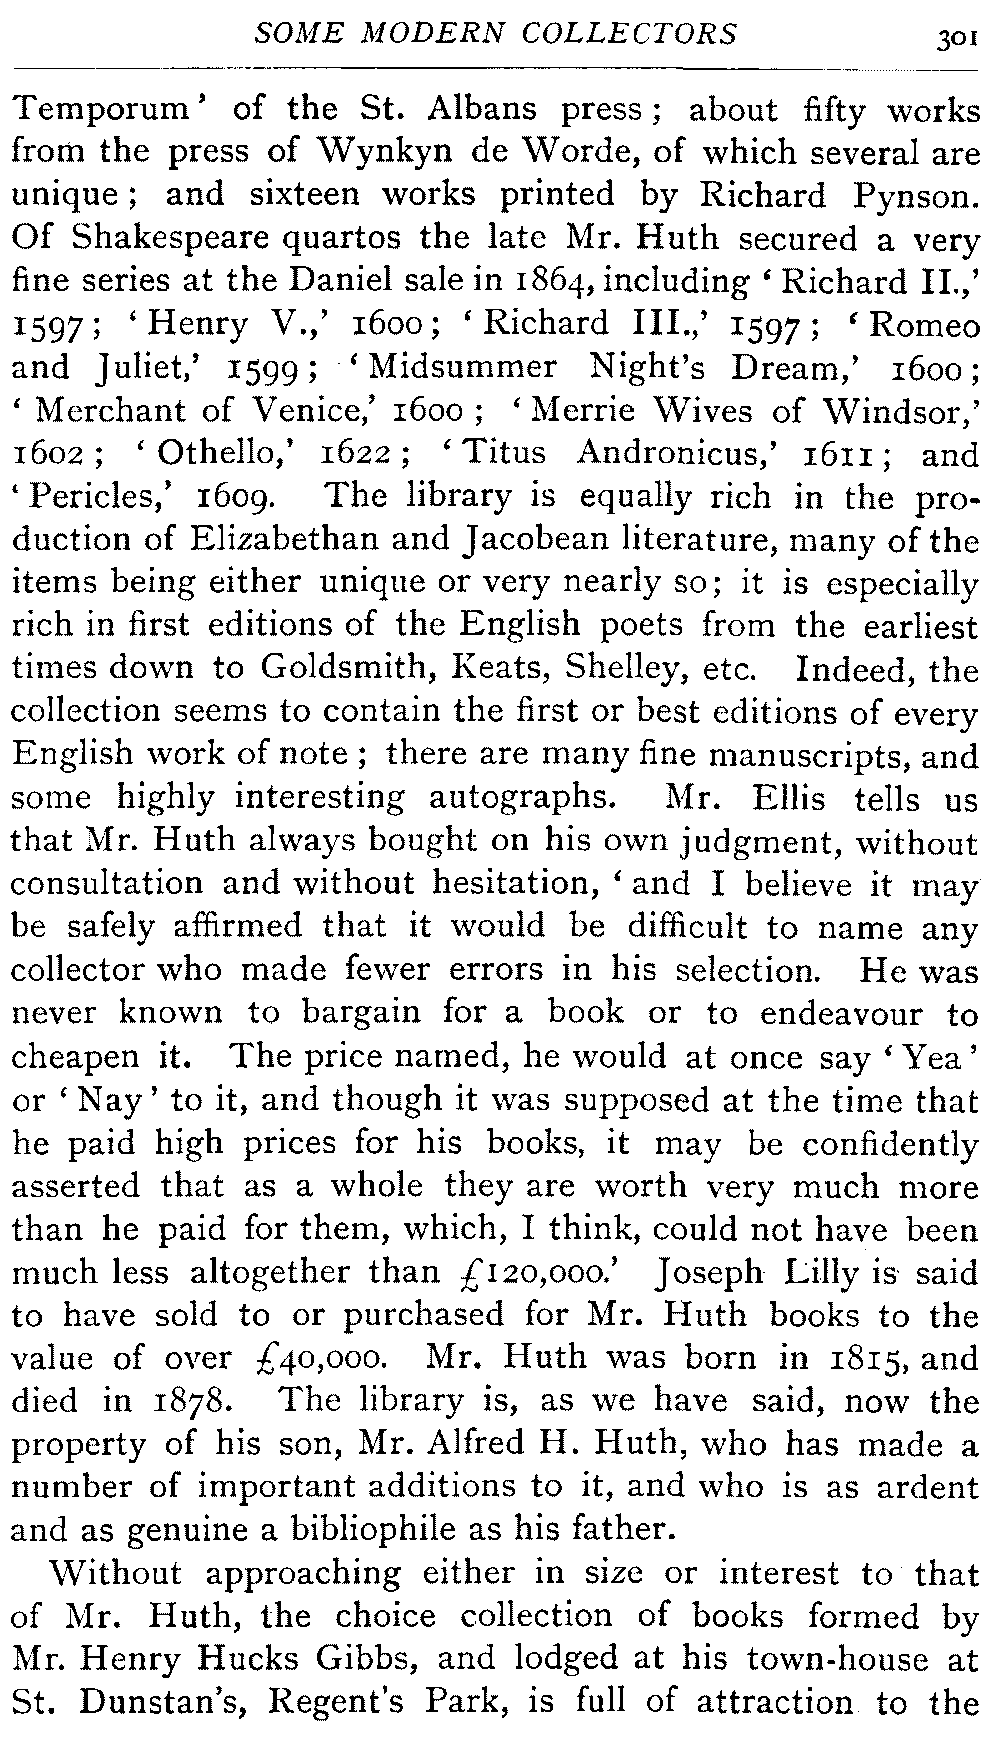 SOME MODERN COLLECTORS 301
Temporum’ of the St. Albans press; about fifty works
from the press of Wynkyn de Worde, of which several are
unique; and sixteen works printed by Richard Pynson.
Of Shakespeare quartos the late Mr. Huth secured a very
fine series at the Daniel sale in 1864, including ‘Richard II.,’
1597; ‘Henry V.,’ 1600; ‘Richard III.,’ 1597; ‘Romeo
and Juliet,’ 1599; ‘Midsummer Night's Dream,’ 1600;
‘Merchant of Venice,’ 1600; ‘Merrie Wives of Windsor,’
1602; ‘Othello,’ 1622; ‘Titus Andronicus,’ 1611; and
‘Pericles,’ 1609. The library is equally rich in the pro-
duction of Elizabethan and Jacobean literature, many of the
items being either unique or very nearly so; it is especially
rich in first editions of the English poets from the earliest
times down to Goldsmith, Keats, Shelley, etc. Indeed, the
collection seems to contain the first or best editions of every
English work of note; there are many fine manuscripts, and
some highly interesting autographs. Mr. Ellis tells us
that Mr. Huth always bought on his own judgment, without
consultation and without hesitation, ‘and I believe it may
be safely affirmed that it would be difficult to name any
collector who made fewer errors in his selection. He was
never known to bargain for a book or to endeavour to
cheapen it. The price named, he would at once say ‘Yea’
or ‘Nay’ to it, and though it was supposed at the time that
he paid high prices for his books, it may be confidently
asserted that as a whole they are worth very much more
than he paid for them, which, I think, could not have been
much less altogether than £120,000.’ Joseph Lilly is said
to have sold to or purchased for Mr. Huth books to the
value of over £40,000. Mr. Huth was born in 1815, and
died in 1878. The library is, as we have said, now the
property of his son, Mr. Alfred H. Huth, who has made a
number of important additions to it, and who is as ardent
and as genuine a bibliophile as his father.
Without approaching either in size or interest to that
of Mr. Huth, the choice collection of books formed by
Mr. Henry Hucks Gibbs, and lodged at his town-house at
St. Dunstan's, Regent's Park, is full of attraction to the